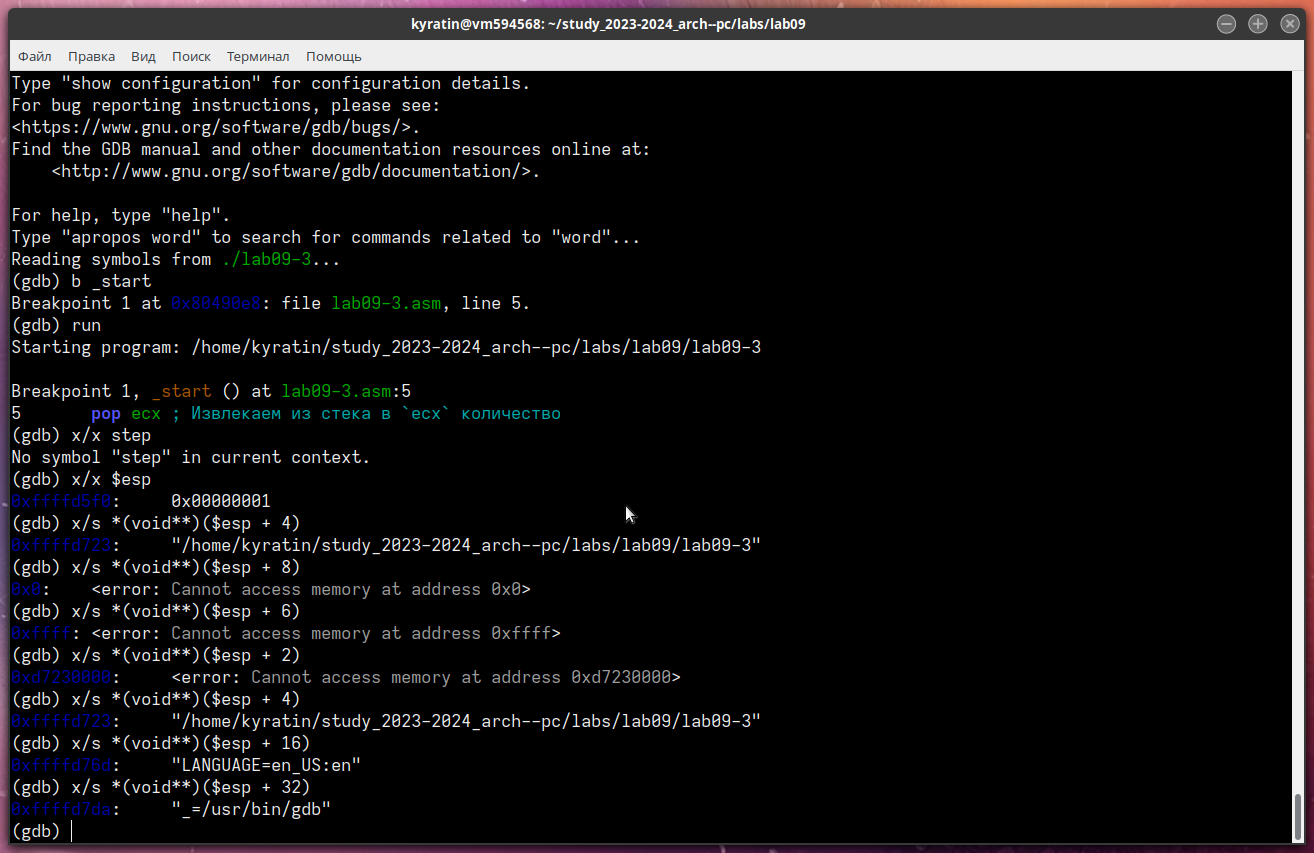 kyratin@vm594568: ~/study_2023-2024_arch--pc/labs/lab09
Файл Правка Вид Поиск Терминал Помощь
Type "show configuration" for configuration details.
For bug reporting instructions, please see:
<https://www.gnu.org/software/gdb/bugs/>.
Find the GDB manual and other documentation resources online at:
    <http://www.gnu.org/software/gdb/documentation/>.

For help, type "help".
Type "apropos word" to search for commands related to "word"...
Reading symbols from ./lab09-3...
(gdb) b _start
Breakpoint 1 at 0x80490e8: file lab09-3.asm, line 5.
(gdb) run
Starting program: /home/kyratin/study_2023-2024_arch--pc/labs/lab09/lab09-3

Breakpoint 1, _start () at lab09-3.asm:5
5       pop ecx ; Извлекаем из стека в `ecx` количество
(gdb) x/x step
No symbol "step" in current context.
(gdb) x/x $esp
0xffffd5f0:     0x00000001
(gdb) x/s *(void**)($esp + 4)
0xffffd723:     "/home/kyratin/study_2023-2024_arch--pc/labs/lab09/lab09-3"
(gdb) x/s *(void**)($esp + 8)
0x0:    <error: Cannot access memory at address 0x0>
(gdb) x/s *(void**)($esp + 6)
0xffff: <error: Cannot access memory at address 0xffff>
(gdb) x/s *(void**)($esp + 2)
0xd7230000:     <error: Cannot access memory at address 0xd7230000>
(gdb) x/s *(void**)($esp + 4)
0xffffd723:     "/home/kyratin/study_2023-2024_arch--pc/labs/lab09/lab09-3"
(gdb) x/s *(void**)($esp + 16)
0xffffd76d:     "LANGUAGE=en_US:en"
(gdb) x/s *(void**)($esp + 32)
0xffffd7da:     "_=/usr/bin/gdb"
(gdb)